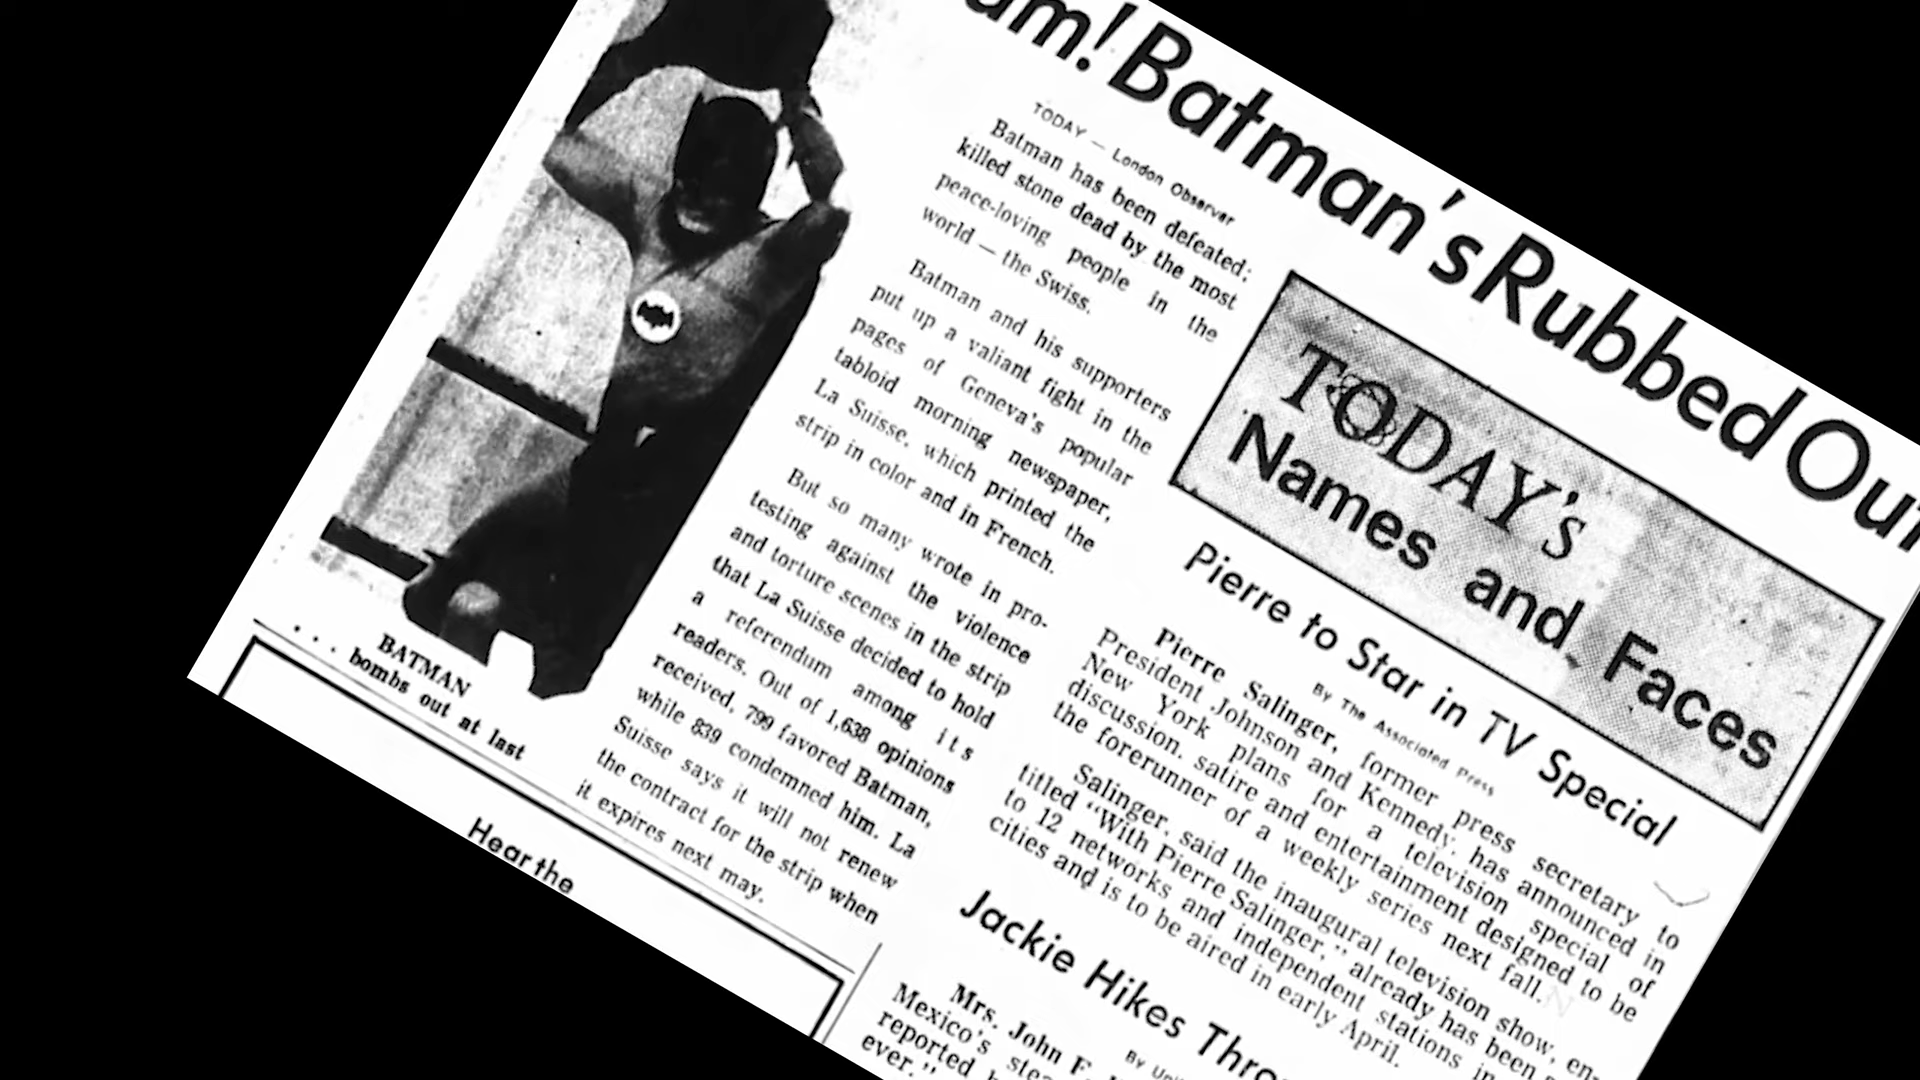 am! Batman's Rubbed Out
TODAY — London Observer
Batman has been defeated;
killed stone dead by the most
peace-loving people in the
world — the Swiss.
Batman and his supporters
put up a valiant fight in the
pages of Geneva's popular
tabloid morning newspaper,
La Suisse, which printed the
strip in color and in French.
But so many wrote in pro-
testing against the violence
and torture scenes in the strip
that La Suisse decided to hold
a referendum among its
readers. Out of 1,638 opinions
received, 799 favored Batman,
while 839 condemned him. La
Suisse says it will not renew
the contract for the strip when
it expires next may.
BATMAN
. . . bombs out at last
Hear the
TODAY's
Names and Faces
Pierre to Star in TV Special
By The Associated Press
Pierre Salinger, former press secretary to
President Johnson and Kennedy, has announced in
New York plans for a television special of
discussion, satire and entertainment designed to be
the forerunner of a weekly series next fall.
Salinger, said the inaugural television show, en-
titled "With Pierre Salinger," already has been
to 12 networks and independent stations in
cities and is to be aired in early April.
Jackie Hikes Thro
By Uni
Mrs. John F.
Mexico's stea
reported
ever."